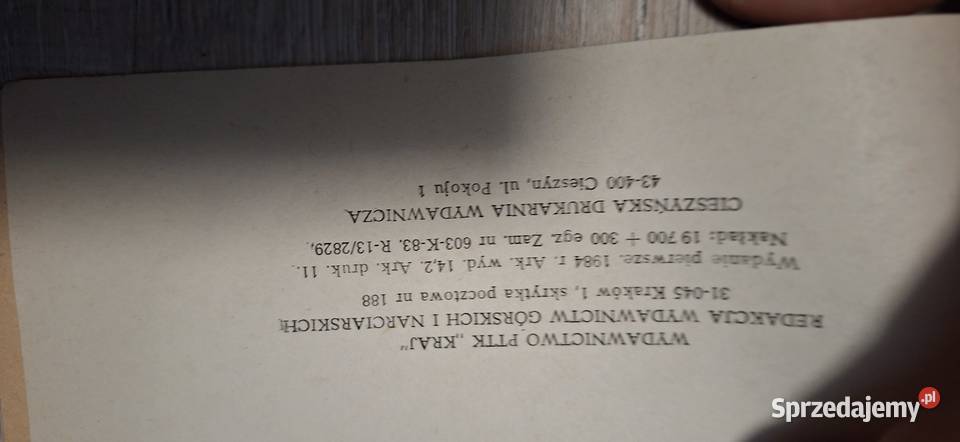 WYDAWNICTWO PTTK „KRAJ”
REDAKCJA WYDAWNICTW GÓRSKICH I NARCIARSKICH
31-045 Kraków 1, skrytka pocztowa nr 188
Wydanie pierwsze. 1984 r. Ark. wyd. 14,2. Ark. druk. 11.
Nakład: 19 700 + 300 egz. Zam. nr 603-K-83. R-13/2829.
CIESZYŃSKA DRUKARNIA WYDAWNICZA
43-400 Cieszyn, ul. Pokoju 1
Sprzedajemy.pl